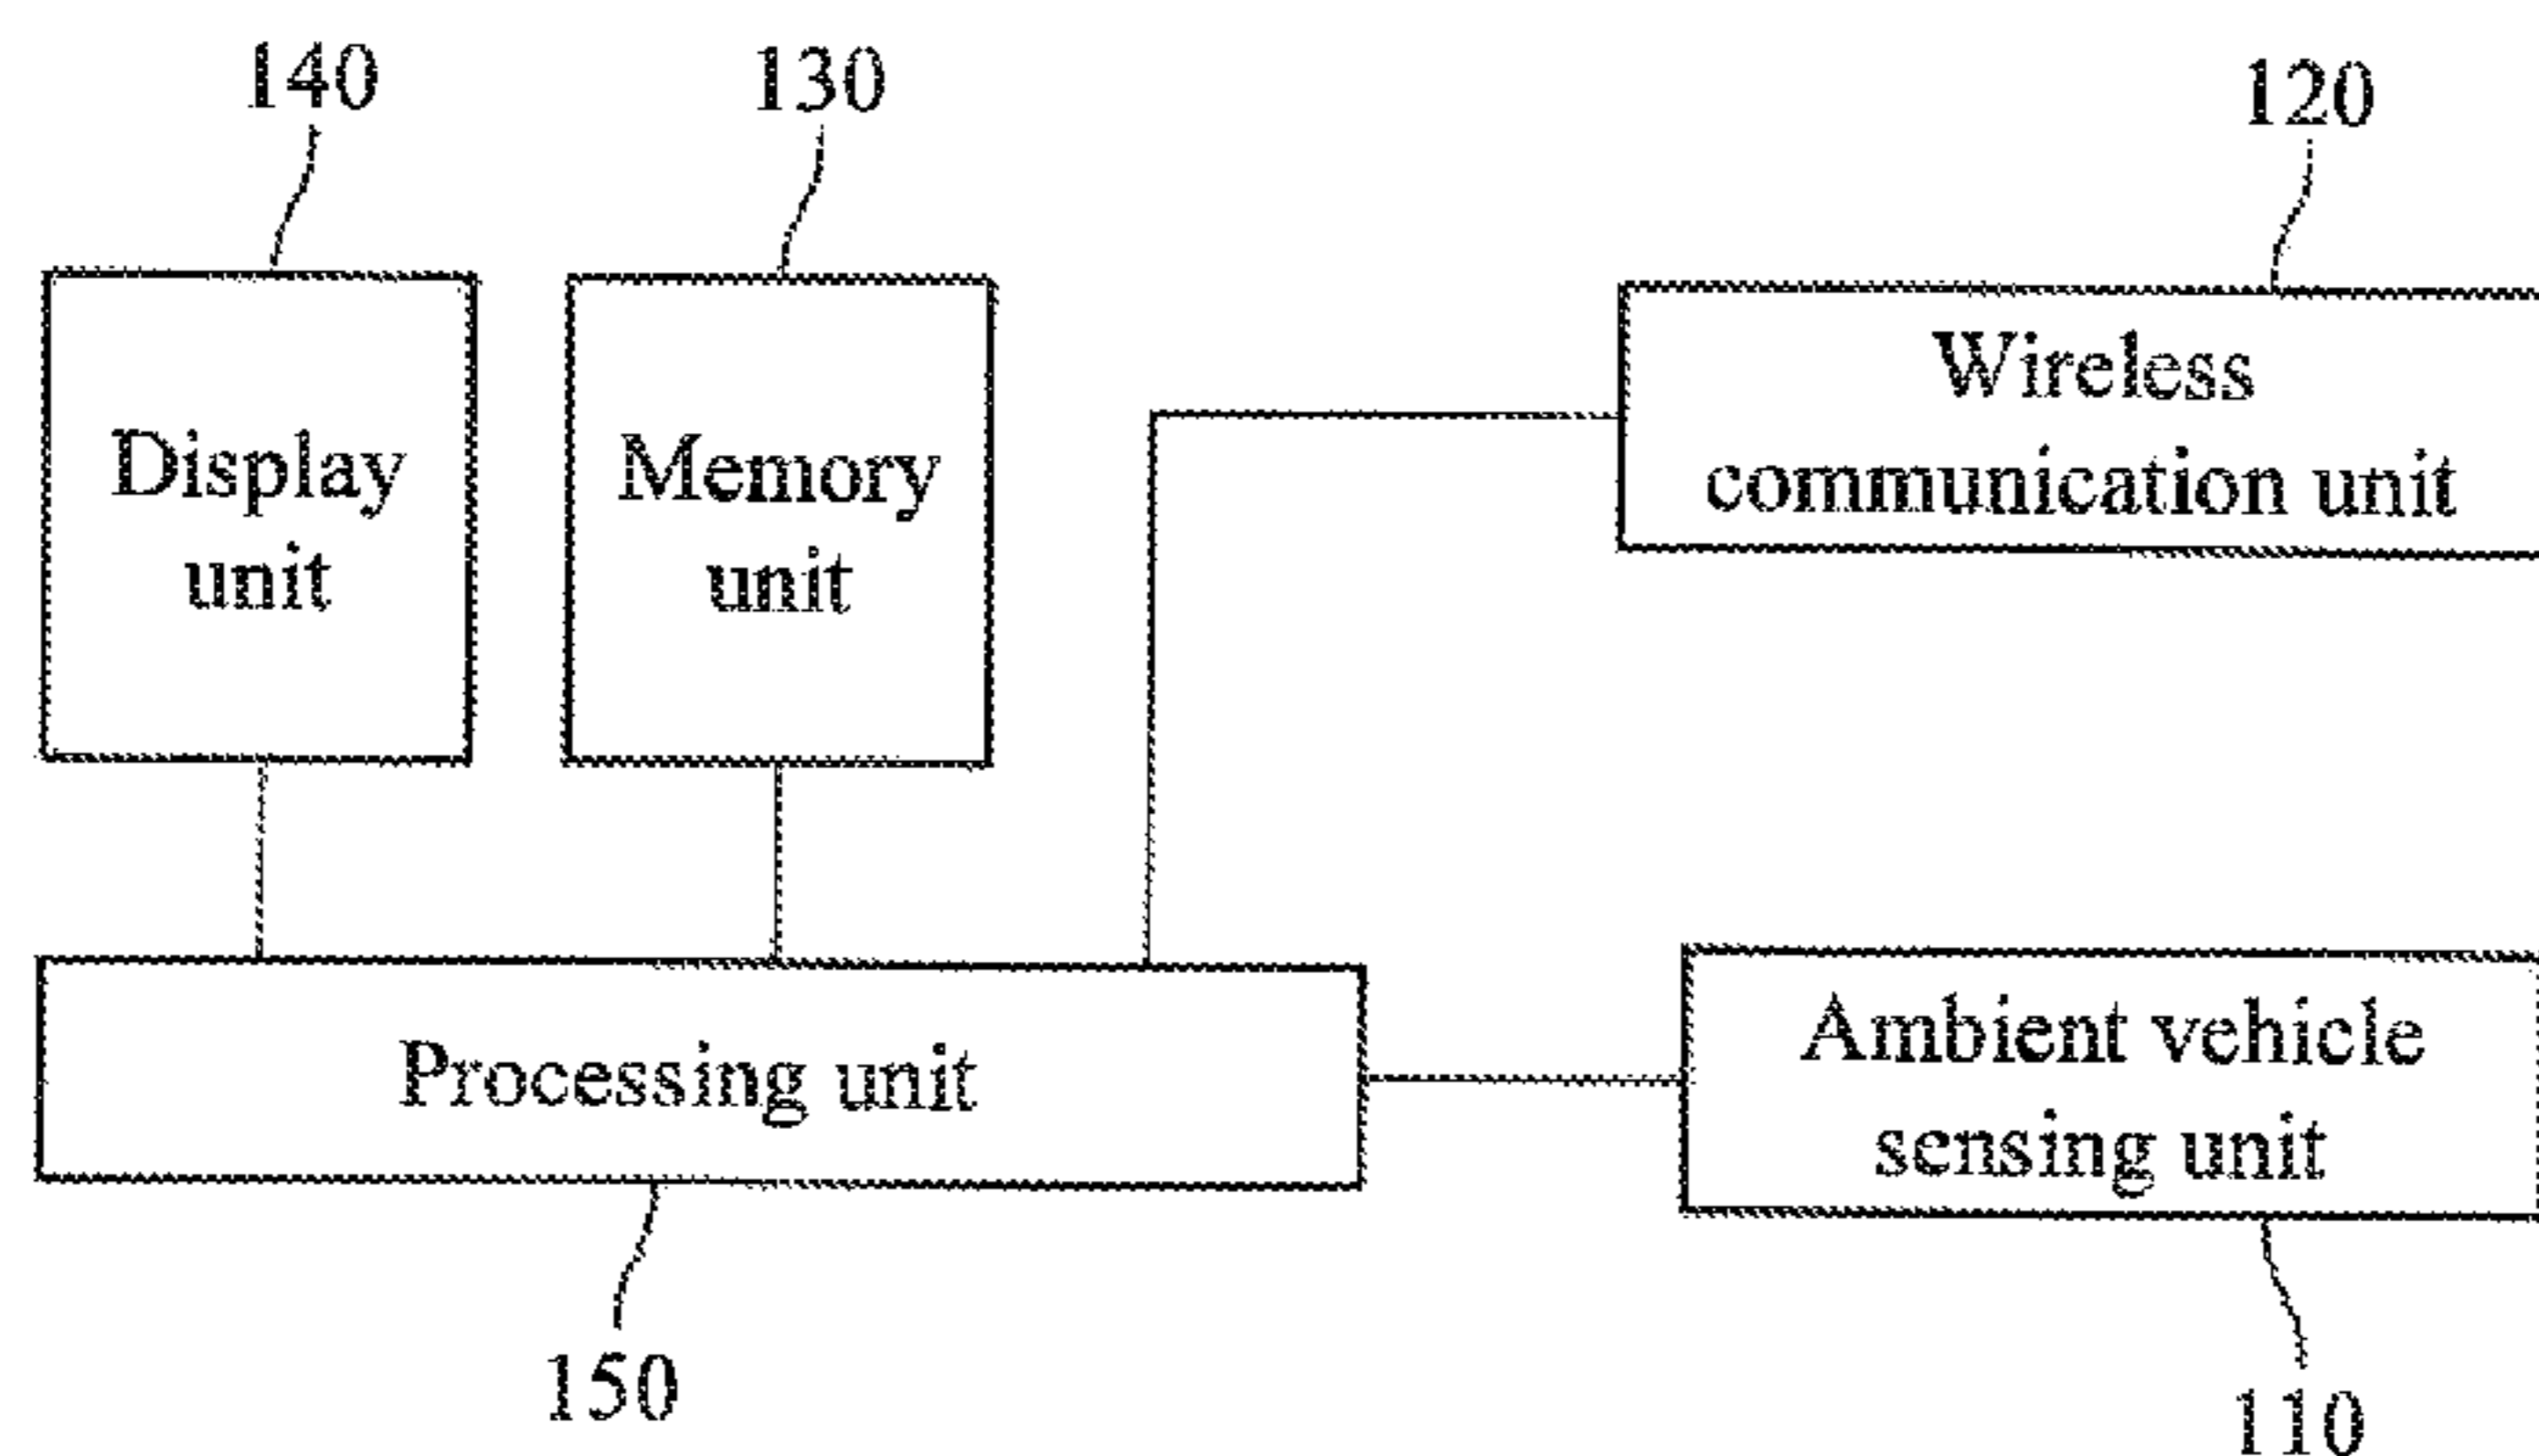 140
130
120
Display
unit
Memory
unit
Wireless
communication unit
Processing unit
Ambient vehicle
sensing unit
150
110